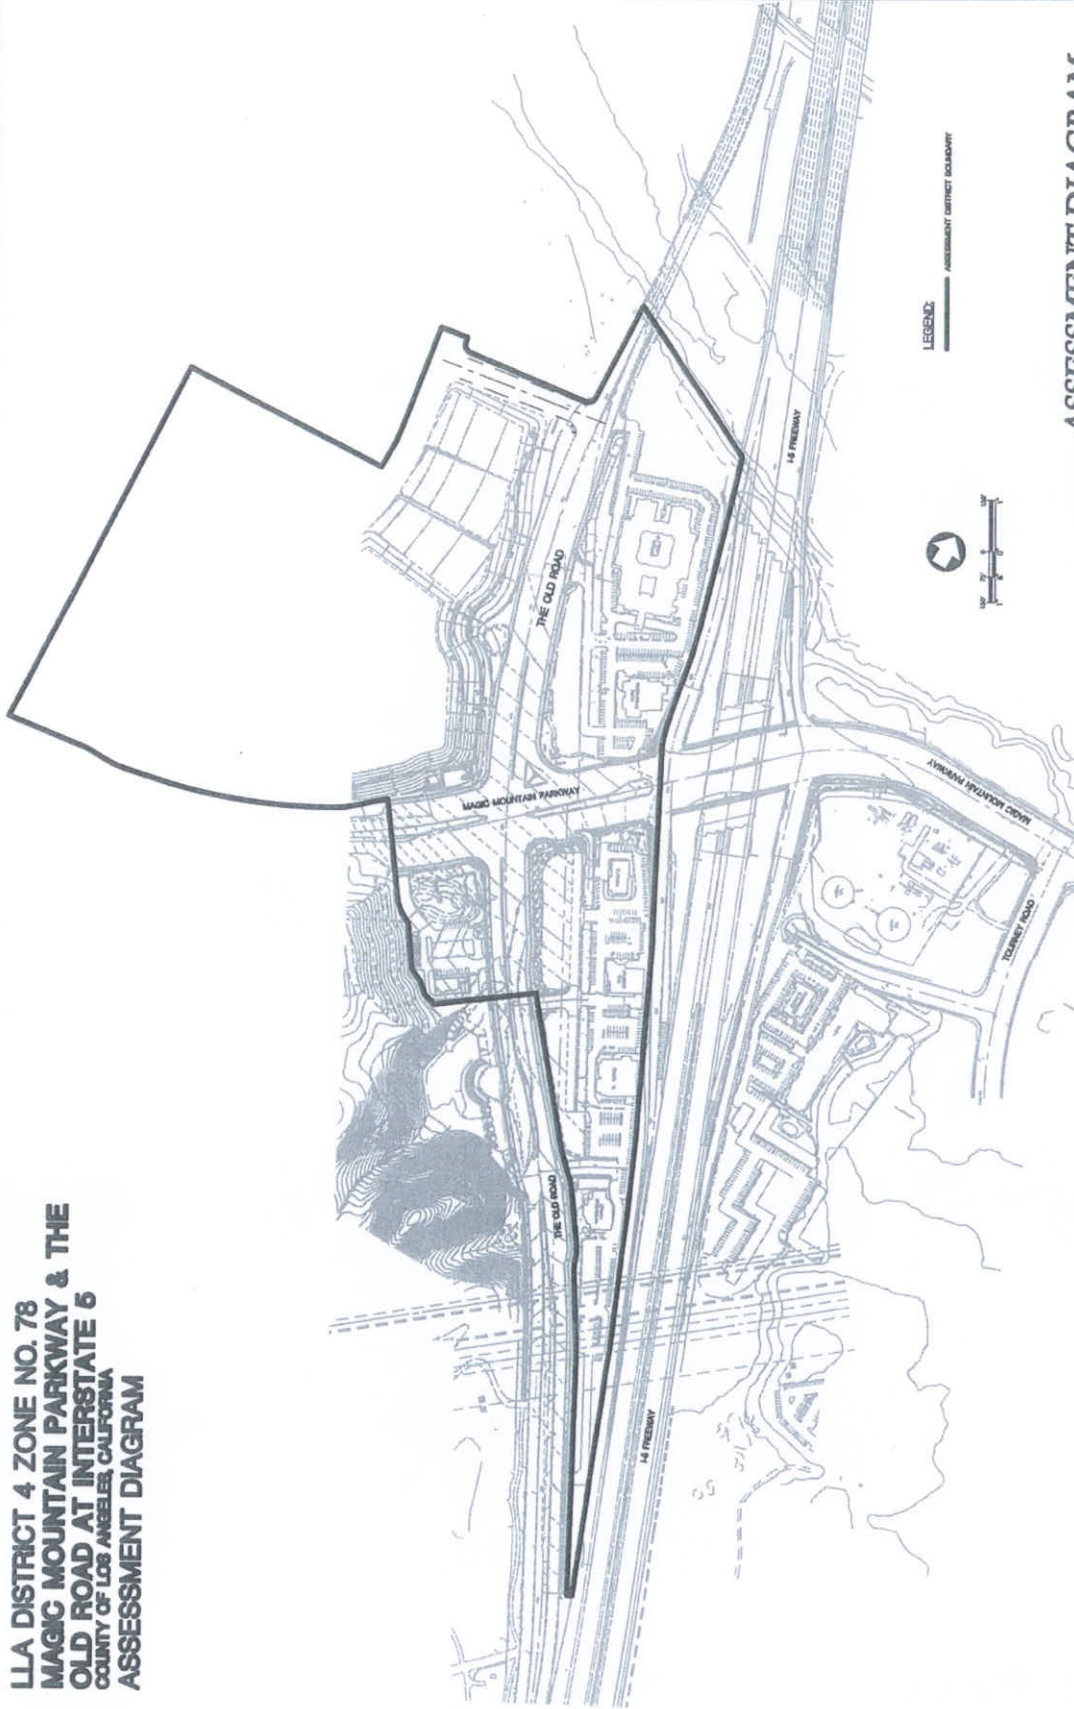 LLA DISTRICT 4 ZONE NO. 78
MAGIC MOUNTAIN PARKWAY & THE
OLD ROAD AT INTERSTATE 5
COUNTY OF LOS ANGELES, CALIFORNIA
ASSESSMENT DIAGRAM
THE OLD ROAD
MAGIC MOUNTAIN PARKWAY
THE OLD ROAD
I-5 FREEWAY
I-5 FREEWAY
MAGIC MOUNTAIN PARKWAY
TOURNEY ROAD
LEGEND:
ASSESSMENT DISTRICT BOUNDARY
ASSESSMENT DIAGRAM